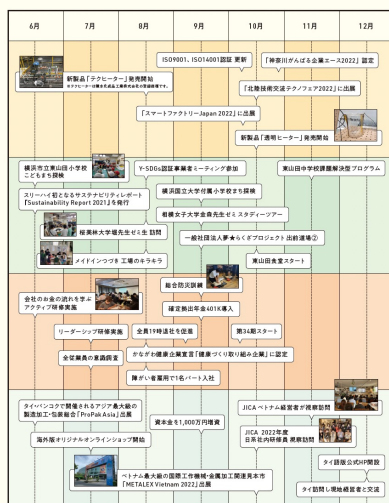 6月
7月
8月
9月
10月
11月
12月
ISO9001、ISO14001認証 更新
「神奈川がんばる企業エース2022」 認定
新製品「テクヒーター」発売開始
「北陸技術交流テクノフェア2022」に出展
「スマートファクトリーJapan 2022」に出展
新製品「透明ヒーター」発売開始
横浜市立東山田小学校
こどもまち探検
Y-SDGs認証事業者ミーティング参加
東山田中学校課題解決型プログラム
スリーハイ初となるサステナビリティレポート
『Sustainability Report 2021』を発行
横浜国立大学付属小学校まち探検
相模女子大学金森先生ゼミスタディーツアー
桜美林大学堀先生ゼミ生 訪問
一般社団法人夢★らくざプロジェクト 出前道場②
メイドインつづき 工場のキラキラ
東山田食堂スタート
総合防災訓練
会社のお金の流れを学ぶ
アクティブ研修実施
確定拠出年金401K導入
リーダーシップ研修実施
全員19時退社を促進
第34期スタート
全従業員の意識調査
かながわ健康企業宣言「健康づくり取り組み企業」に認定
障がい者雇用で1名パート入社
タイ・バンコクで開催されるアジア最大級の
製造加工・包装総合「ProPak Asia」出展
資本金を1,000万円増資
JICA ベトナム経営者が視察訪問
海外版オリジナルオンラインショップ開始
JICA 2022年度
日系社内研修員 視察訪問
ベトナム最大級の国際工作機械・金属加工関連見本市
「METALEX Vietnam 2022」出展
タイ語版公式HP開設
タイ訪問し現地経営者と交流